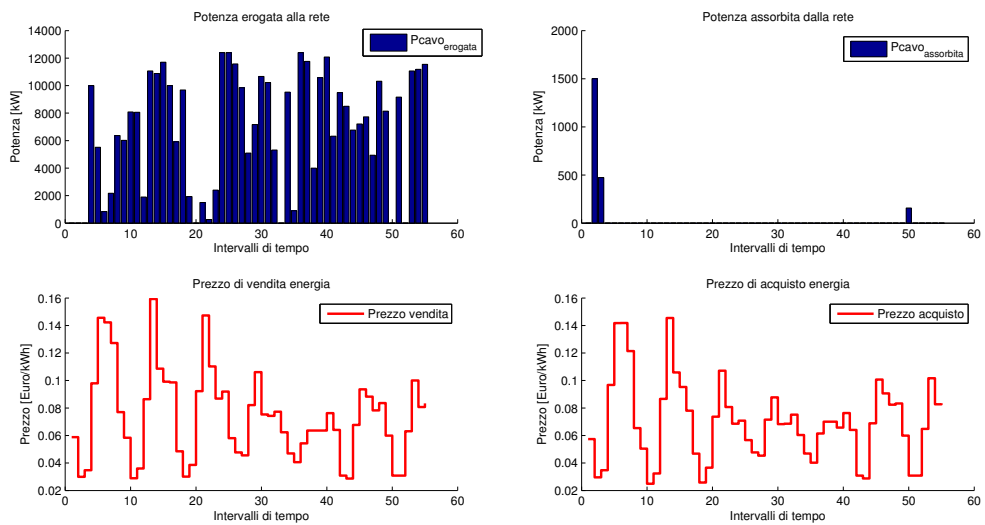 Potenza erogata alla rete
14000
12000
10000
8000
6000
4000
2000
0
Potenza [kW]
Pcavo erogata
0 10 20 30 40 50 60
Intervalli di tempo
Potenza assorbita dalla rete
2000
1500
1000
500
0
Potenza [kW]
Pcavo assorbita
0 10 20 30 40 50 60
Intervalli di tempo
Prezzo di vendita energia
0.16
0.14
0.12
0.1
0.08
0.06
0.04
0.02
Prezzo [Euro/kWh]
Prezzo vendita
0 10 20 30 40 50 60
Intervalli di tempo
Prezzo di acquisto energia
0.16
0.14
0.12
0.1
0.08
0.06
0.04
0.02
Prezzo [Euro/kWh]
Prezzo acquisto
0 10 20 30 40 50 60
Intervalli di tempo